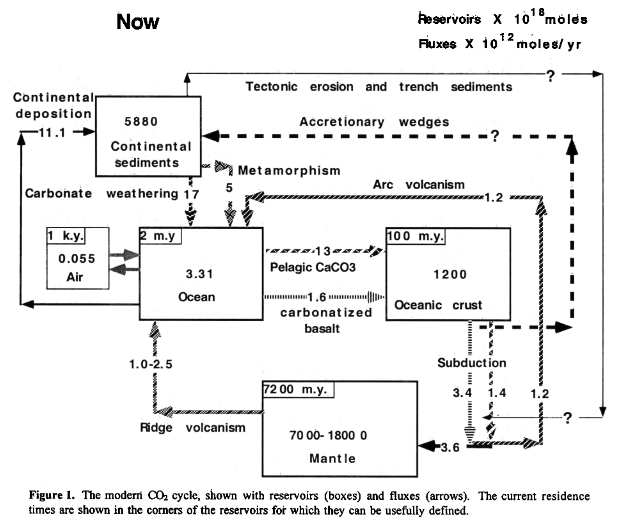 Now
Reservoirs X 10^18 moles
Fluxes X 10^12 moles/yr
?
Tectonic erosion and trench sediments
Continental
deposition
11.1
5880
Continental
sediments
Accretionary wedges
?
Metamorphism
5
Carbonate weathering 17
Arc volcanism
1.2
1 k.y.
0.055
Air
2 m.y
3.31
Ocean
13
Pelagic CaCO3
1.6
carbonatized
basalt
100 m.y.
1200
Oceanic crust
1.0-2.5
Ridge volcanism
7200 m.y.
7000-18000
Mantle
Subduction
3.4
1.4
1.2
?
3.6
Figure 1. The modern CO2 cycle, shown with reservoirs (boxes) and fluxes (arrows). The current residence
times are shown in the corners of the reservoirs for which they can be usefully defined.